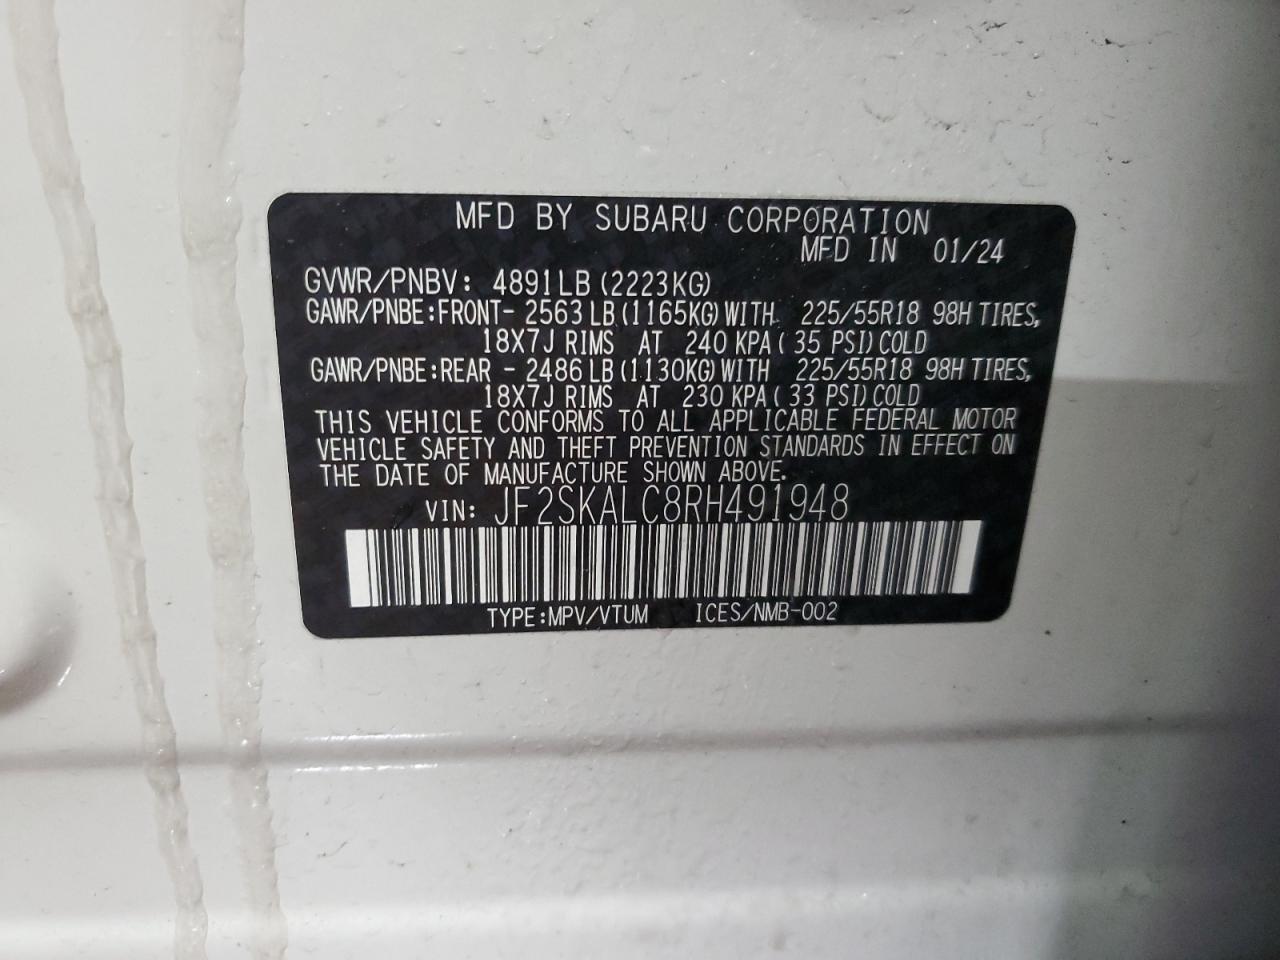 MFD BY SUBARU CORPORATION
MFD IN 01/24
GVWR/PNBV: 4891LB(2223KG)
GAWR/PNBE:FRONT- 2563LB(1165KG)WITH 225/55R18 98H TIRES,
18X7J RIMS AT 240 KPA( 35 PSI)COLD
GAWR/PNBE:REAR - 2486LB(1130KG)WITH 225/55R18 98H TIRES,
18X7J RIMS AT 230 KPA( 33 PSI)COLD
THIS VEHICLE CONFORMS TO ALL APPLICABLE FEDERAL MOTOR
VEHICLE SAFETY AND THEFT PREVENTION STANDARDS IN EFFECT ON
THE DATE OF MANUFACTURE SHOWN ABOVE.
VIN: JF2SKALC8RH491948
TYPE:MPV/VTUM ICES/NMB-002